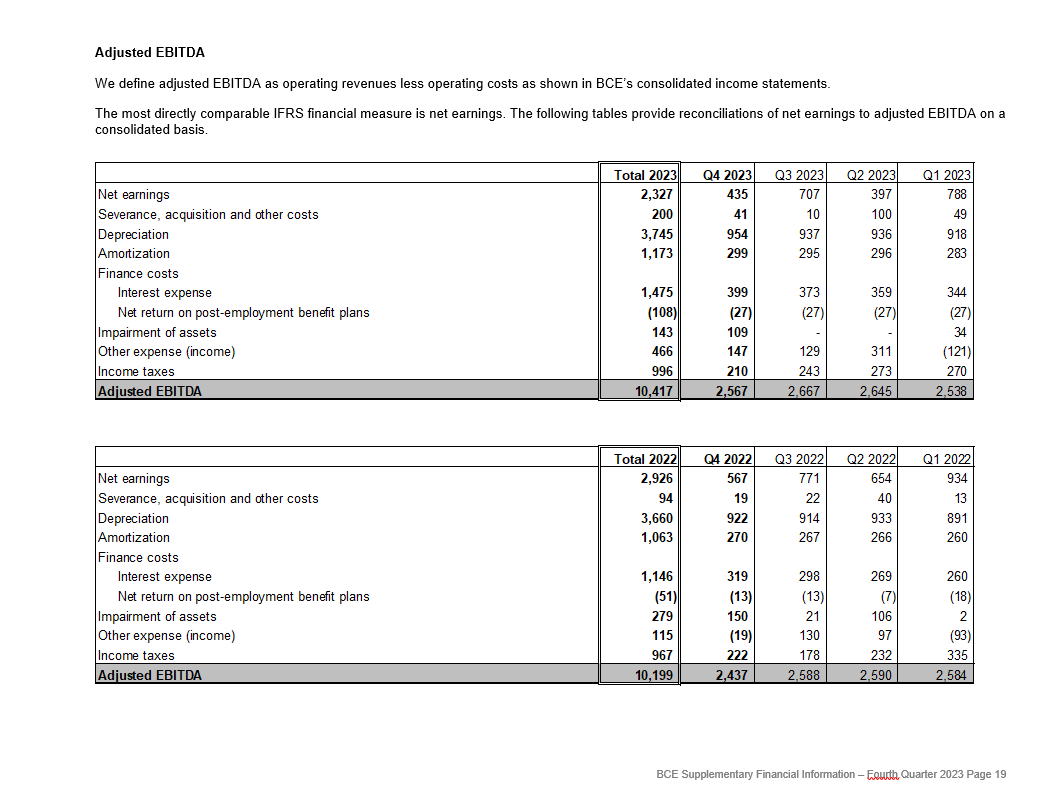 Adjusted EBITDA
We define adjusted EBITDA as operating revenues less operating costs as shown in BCE's consolidated income statements.
The most directly comparable IFRS financial measure is net earnings. The following tables provide reconciliations of net earnings to adjusted EBITDA on a
consolidated basis.
Total 2023 Q4 2023 Q3 2023 Q2 2023 Q1 2023
Net earnings 2,327 435 707 397 788
Severance, acquisition and other costs 200 41 10 100 49
Depreciation 3,745 954 937 936 918
Amortization 1,173 299 295 296 283
Finance costs
Interest expense 1,475 399 373 359 344
Net return on post-employment benefit plans (108) (27) (27) (27) (27)
Impairment of assets 143 109 - - 34
Other expense (income) 466 147 129 311 (121)
Income taxes 996 210 243 273 270
Adjusted EBITDA 10,417 2,567 2,667 2,645 2,538
Total 2022 Q4 2022 Q3 2022 Q2 2022 Q1 2022
Net earnings 2,926 567 771 654 934
Severance, acquisition and other costs 94 19 22 40 13
Depreciation 3,660 922 914 933 891
Amortization 1,063 270 267 266 260
Finance costs
Interest expense 1,146 319 298 269 260
Net return on post-employment benefit plans (51) (13) (13) (7) (18)
Impairment of assets 279 150 21 106 2
Other expense (income) 115 (19) 130 97 (93)
Income taxes 967 222 178 232 335
Adjusted EBITDA 10,199 2,437 2,588 2,590 2,584
BCE Supplementary Financial Information – Fourth Quarter 2023 Page 19